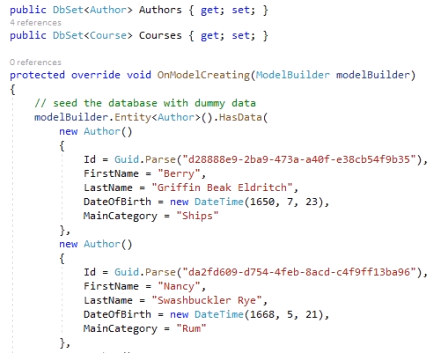 public DbSet<Author> Authors { get; set; }
4 references
public DbSet<Course> Courses { get; set; }
0 references
protected override void OnModelCreating(ModelBuilder modelBuilder)
{
// seed the database with dummy data
modelBuilder.Entity<Author>().HasData(
new Author()
{
Id = Guid.Parse("d28888e9-2ba9-473a-a40f-e38cb54f9b35"),
FirstName = "Berry",
LastName = "Griffin Beak Eldritch",
DateOfBirth = new DateTime(1650, 7, 23),
MainCategory = "Ships"
},
new Author()
{
Id = Guid.Parse("da2fd609-d754-4feb-8acd-c4f9ff13ba96"),
FirstName = "Nancy",
LastName = "Swashbuckler Rye",
DateOfBirth = new DateTime(1668, 5, 21),
MainCategory = "Rum"
},